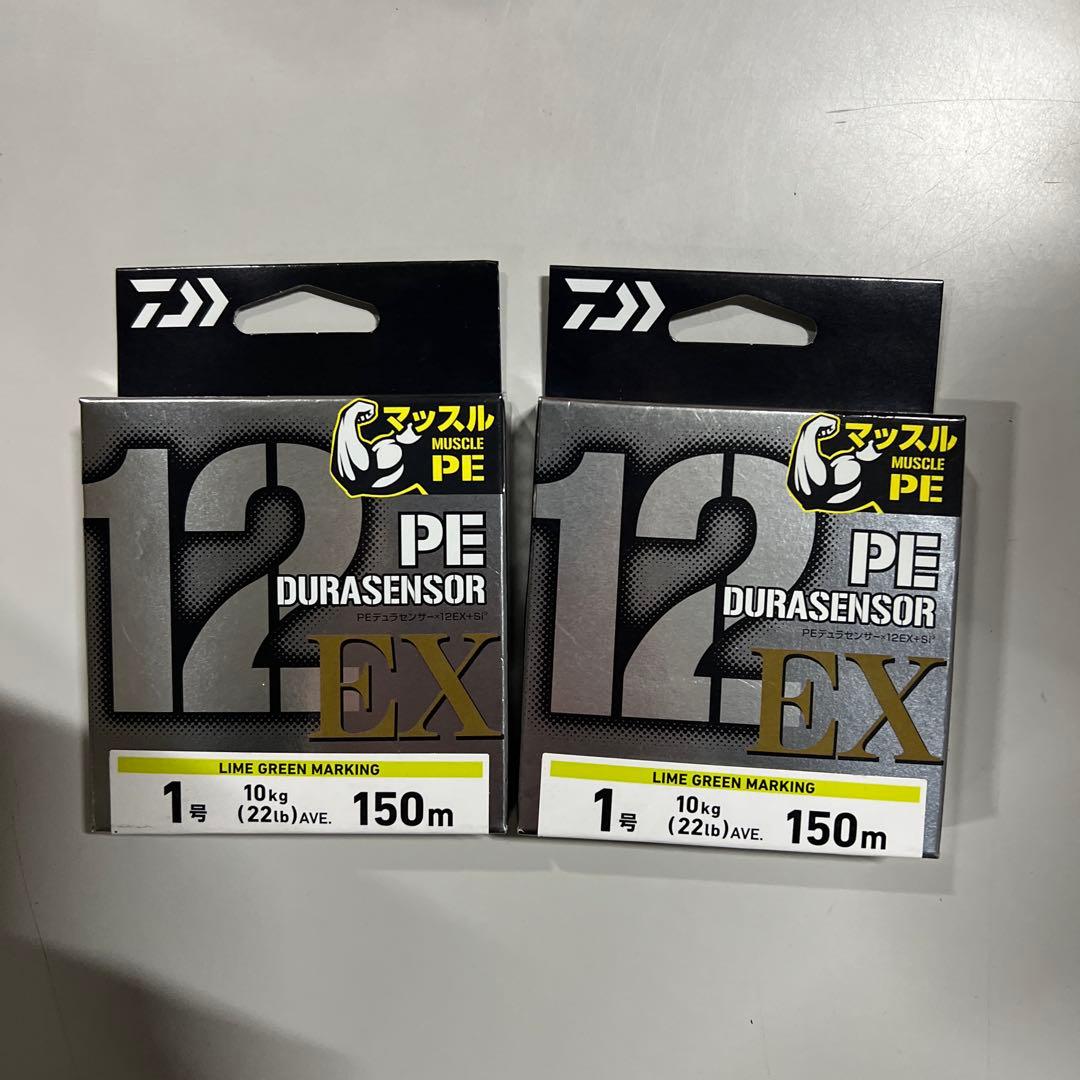 マッスル
MUSCLE
PE
12
PE
DURASENSOR
PEデュラセンサー×12EX+Si³
EX
LIME GREEN MARKING
1号 10kg (22lb) AVE. 150m
マッスル
MUSCLE
PE
12
PE
DURASENSOR
PEデュラセンサー×12EX+Si³
EX
LIME GREEN MARKING
1号 10kg (22lb) AVE. 150m